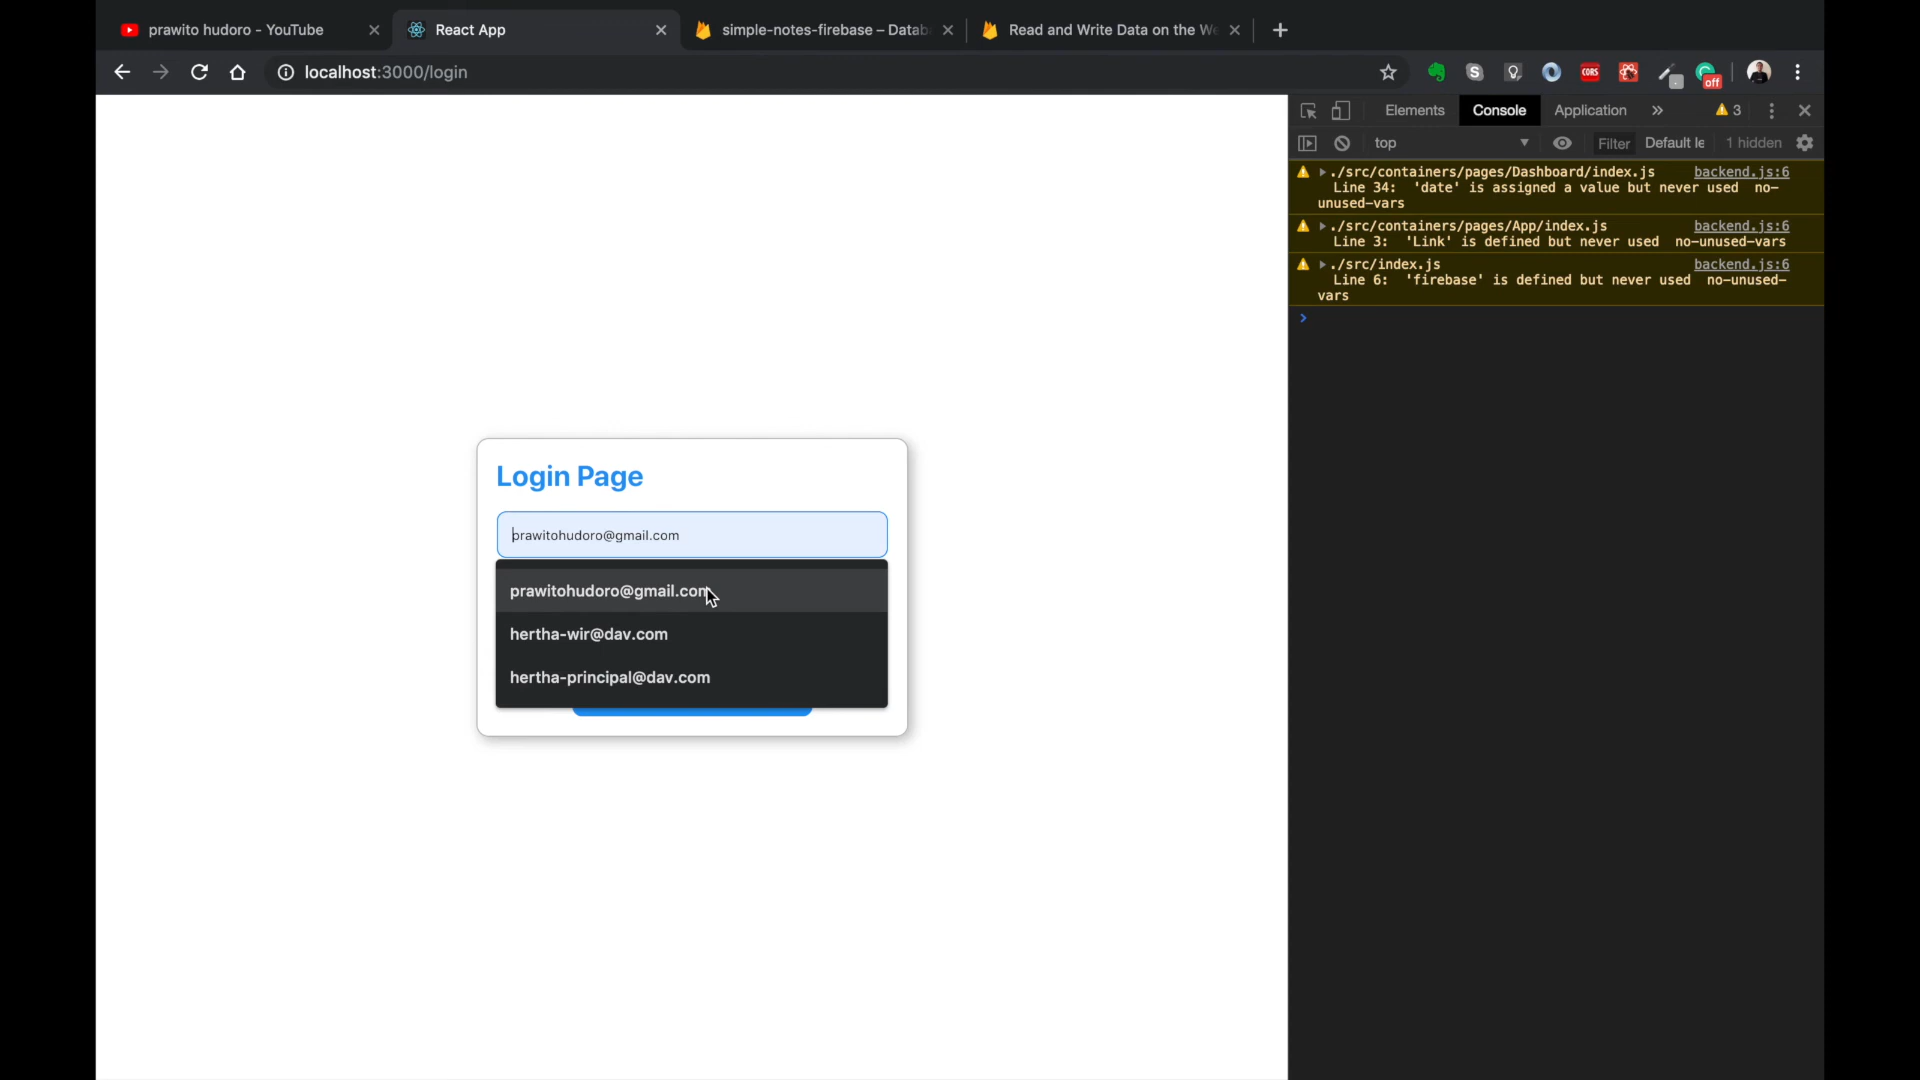 prawito hudoro - YouTube
React App
simple-notes-firebase – Datab
Read and Write Data on the We
localhost:3000/login
CORS
off
Elements
Console
Application
3
top
Filter
Default le
1 hidden
./src/containers/pages/Dashboard/index.js backend.js:6
Line 34: 'date' is assigned a value but never used no-
unused-vars
./src/containers/pages/App/index.js backend.js:6
Line 3: 'Link' is defined but never used no-unused-vars
./src/index.js backend.js:6
Line 6: 'firebase' is defined but never used no-unused-
vars
Login Page
prawitohudoro@gmail.com
prawitohudoro@gmail.com
hertha-wir@dav.com
hertha-principal@dav.com